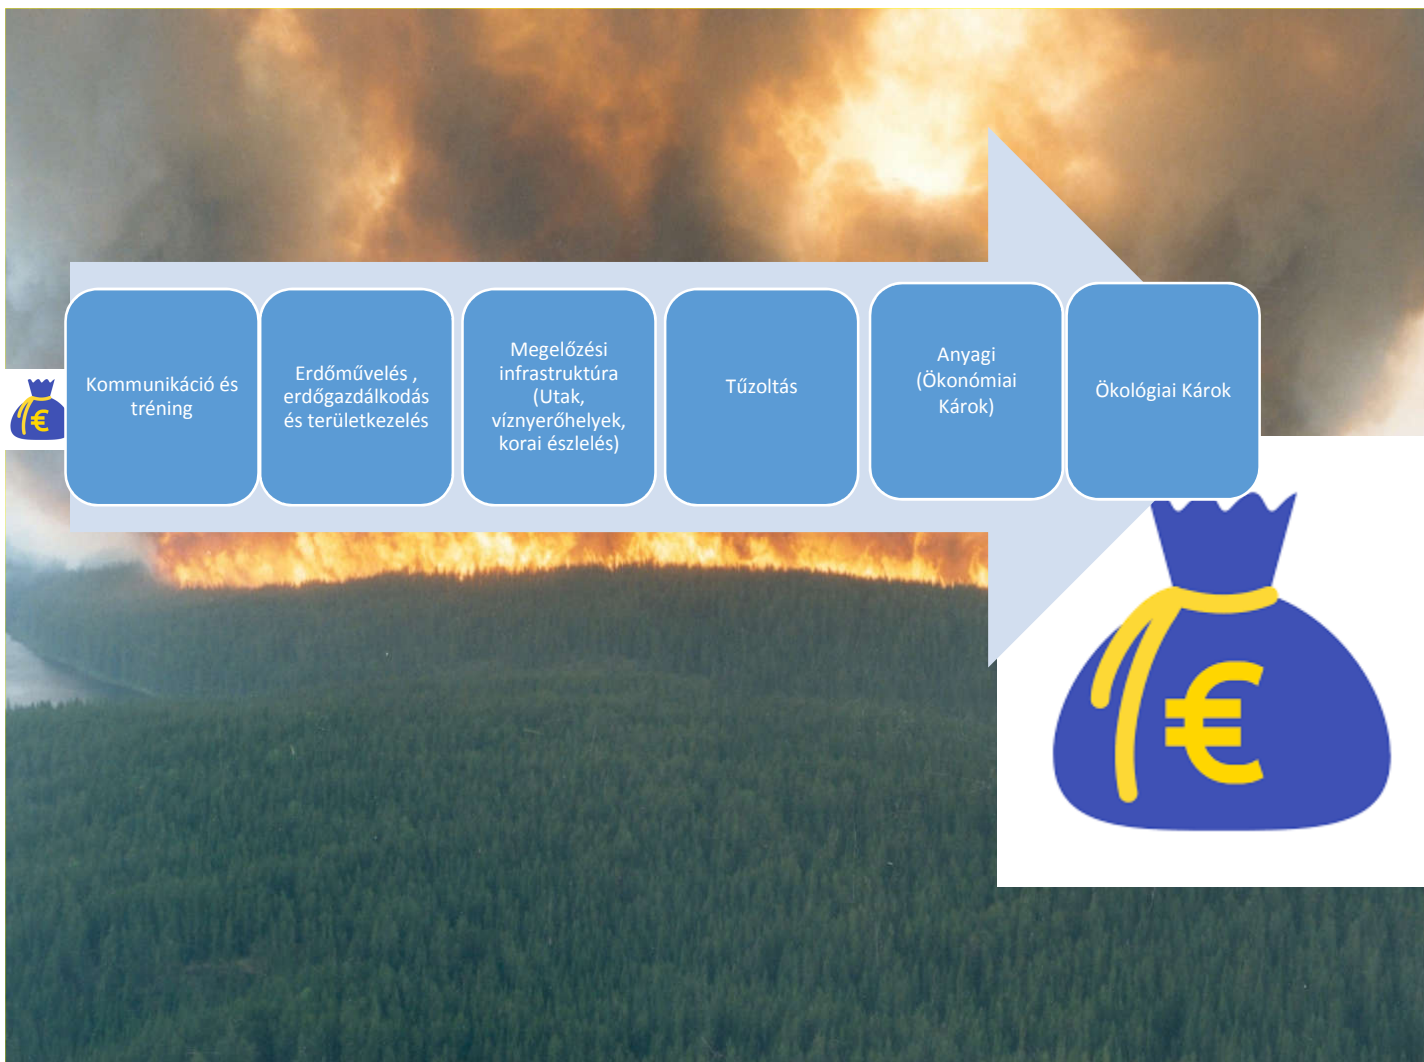 Kommunikáció és
tréning
Erdőművelés ,
erdőgazdálkodás
és területkezelés
Megelőzési
infrastruktúra
(Utak,
víznyerőhelyek,
korai észlelés)
Tűzoltás
Anyagi
(Ökonómiai
Károk)
Ökológiai Károk
€
€